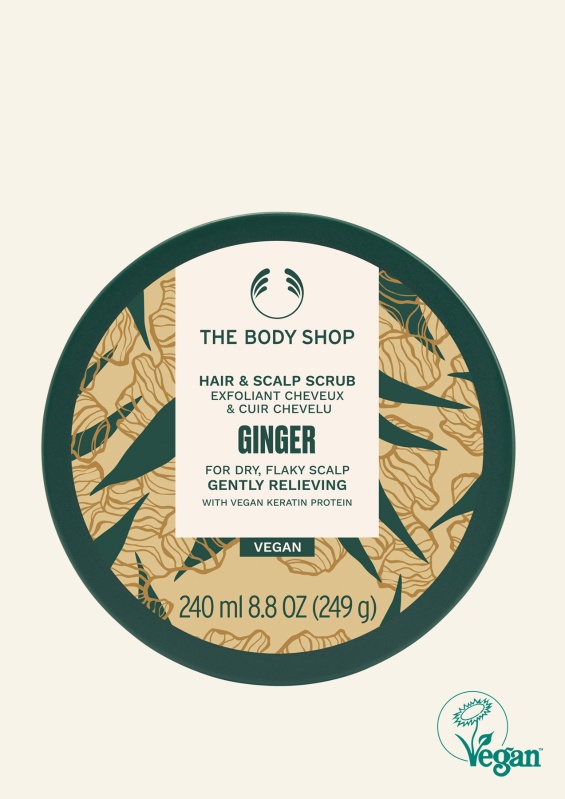 THE BODY SHOP
HAIR & SCALP SCRUB
EXFOLIANT CHEVEUX
& CUIR CHEVELU
GINGER
FOR DRY, FLAKY SCALP
GENTLY RELIEVING
WITH VEGAN KERATIN PROTEIN
VEGAN
240 ml 8.8 OZ (249 g)
Vegan™